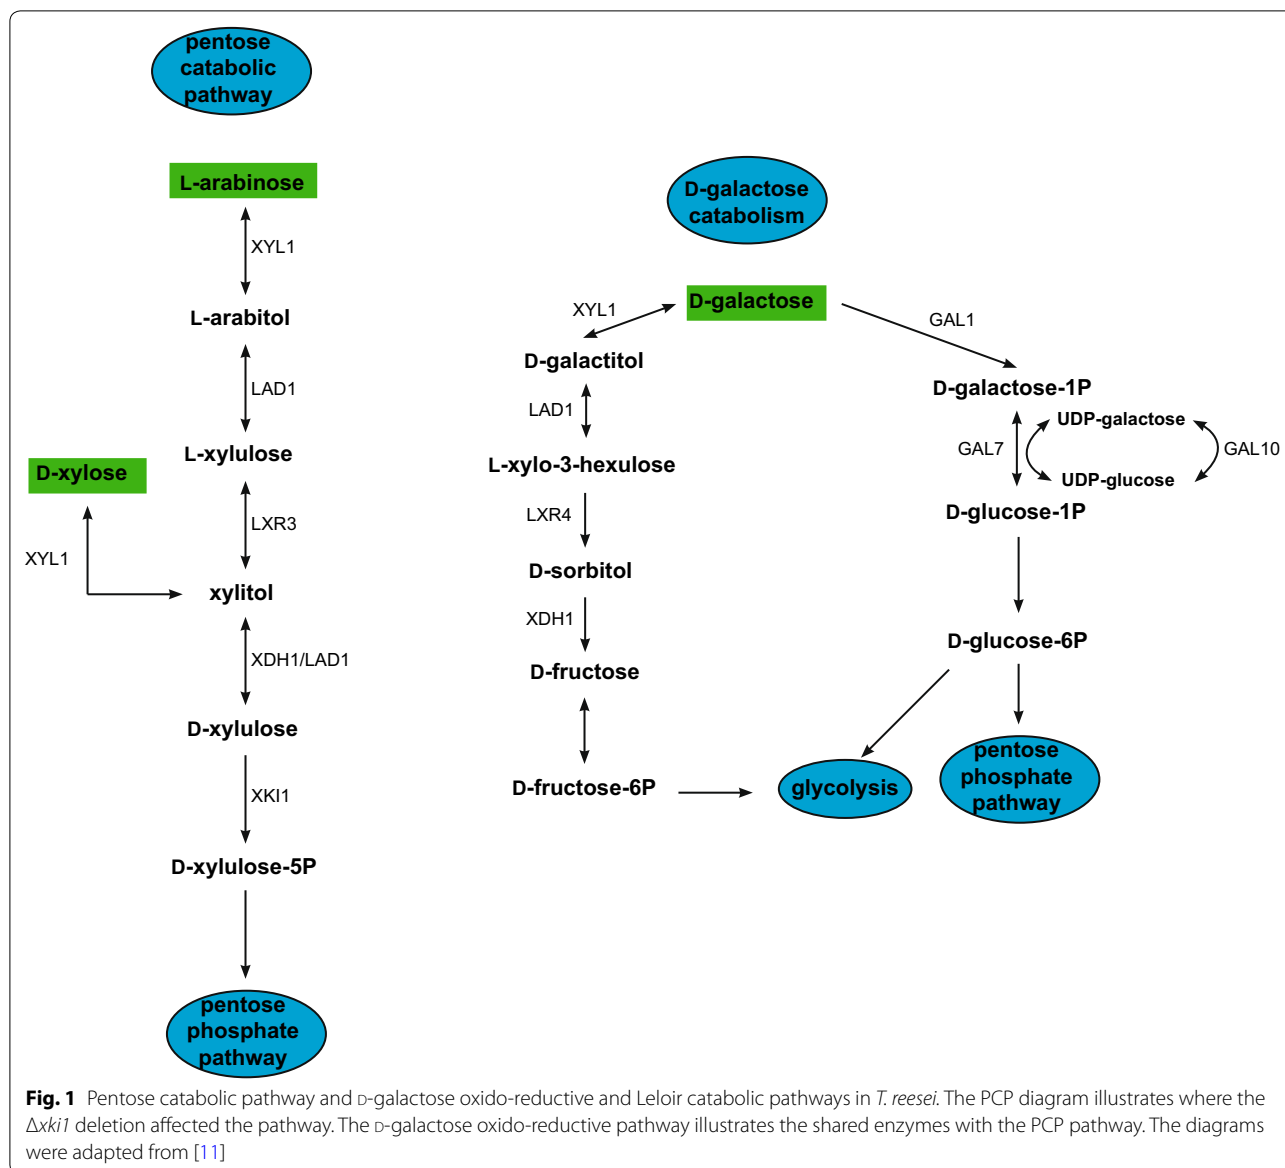 pentose
catabolic
pathway
L-arabinose
XYL1
L-arabitol
LAD1
L-xylulose
D-xylose
LXR3
XYL1
xylitol
XDH1/LAD1
D-xylulose
XKI1
D-xylulose-5P
pentose
phosphate
pathway
D-galactose
catabolism
D-galactose
XYL1
GAL1
D-galactitol
D-galactose-1P
LAD1
UDP-galactose
GAL7
GAL10
L-xylo-3-hexulose
UDP-glucose
LXR4
D-glucose-1P
D-sorbitol
XDH1
D-glucose-6P
D-fructose
D-fructose-6P
glycolysis
pentose
phosphate
pathway
Fig. 1 Pentose catabolic pathway and D-galactose oxido-reductive and Leloir catabolic pathways in T. reesei. The PCP diagram illustrates where the
Δxki1 deletion affected the pathway. The D-galactose oxido-reductive pathway illustrates the shared enzymes with the PCP pathway. The diagrams
were adapted from [11]